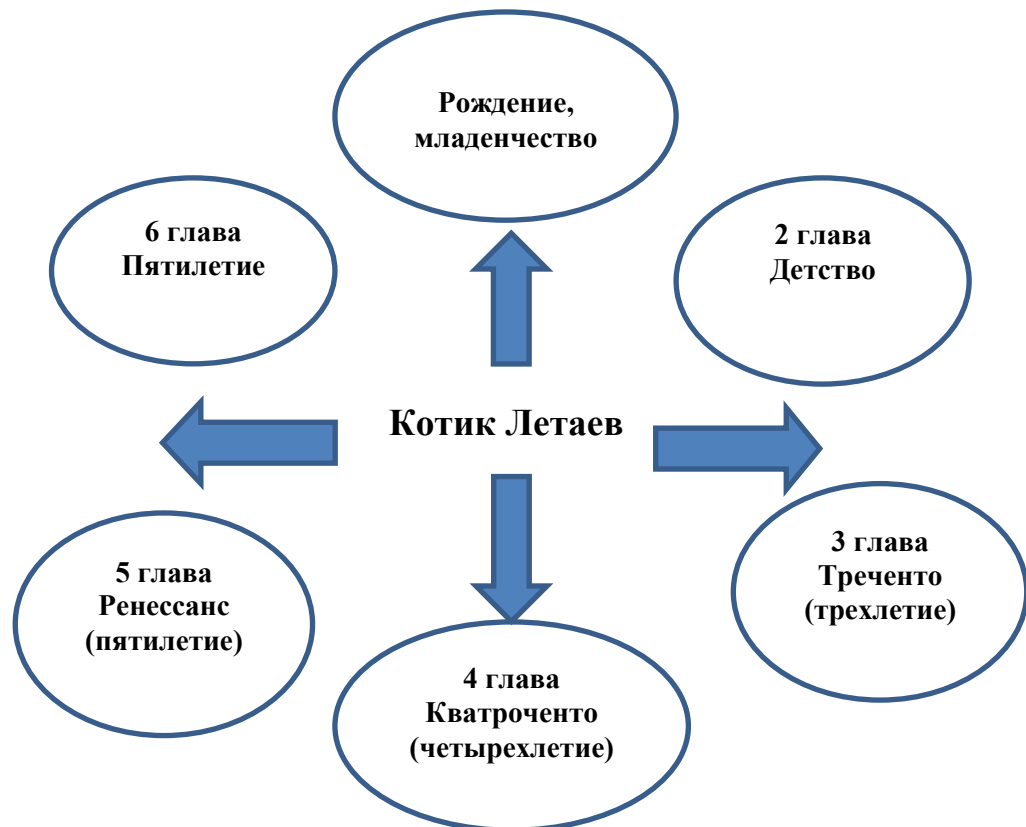 Рождение,
младенчество
6 глава
Пятилетие
2 глава
Детство
Котик Летаев
3 глава
Треченто
(трехлетие)
5 глава
Ренессанс
(пятилетие)
4 глава
Кватроченто
(четырехлетие)